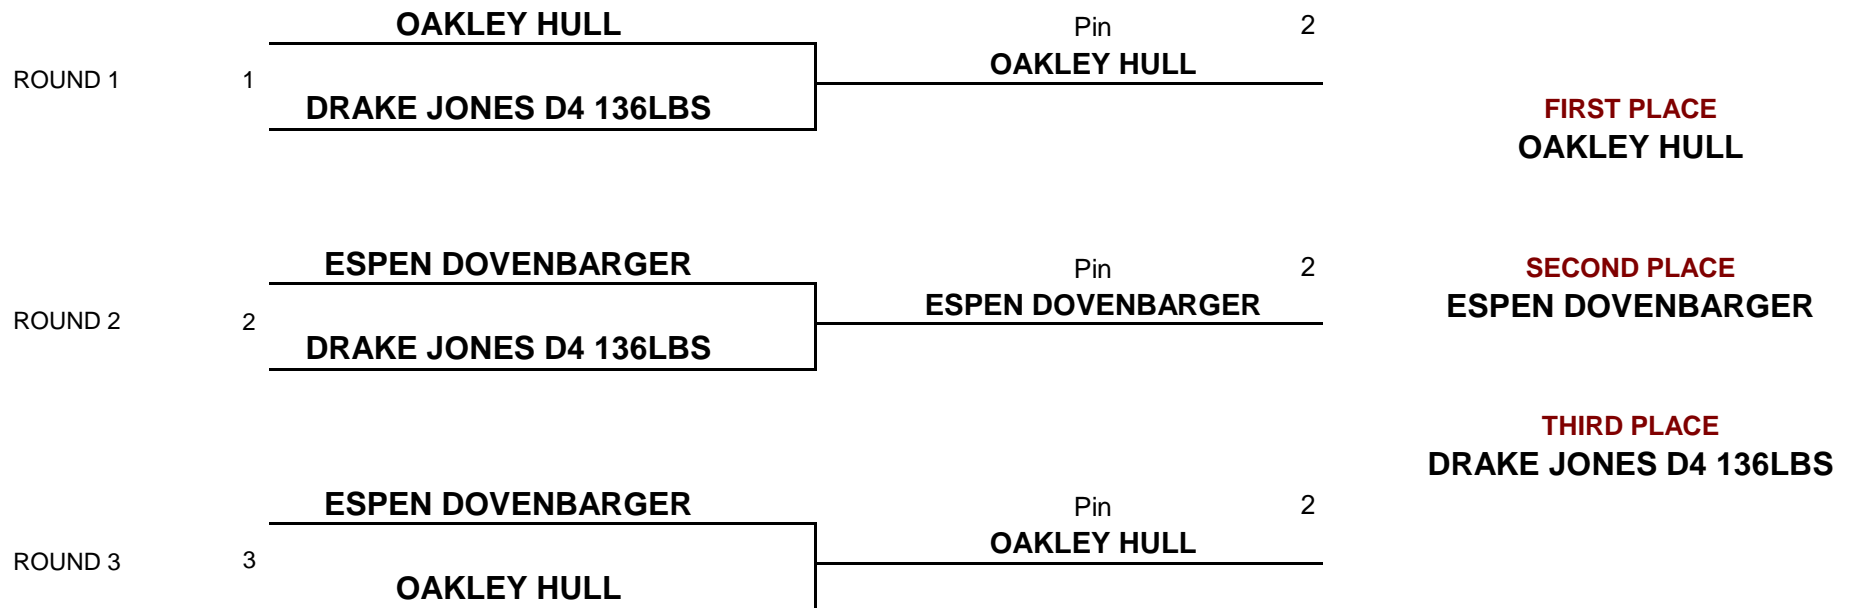 OAKLEY HULL
Pin 2
OAKLEY HULL
ROUND 1 1
DRAKE JONES D4 136LBS
FIRST PLACE
OAKLEY HULL
ESPEN DOVENBARGER
Pin 2
SECOND PLACE
ESPEN DOVENBARGER
ESPEN DOVENBARGER
ROUND 2 2
DRAKE JONES D4 136LBS
THIRD PLACE
DRAKE JONES D4 136LBS
ESPEN DOVENBARGER
Pin 2
OAKLEY HULL
ROUND 3 3
OAKLEY HULL